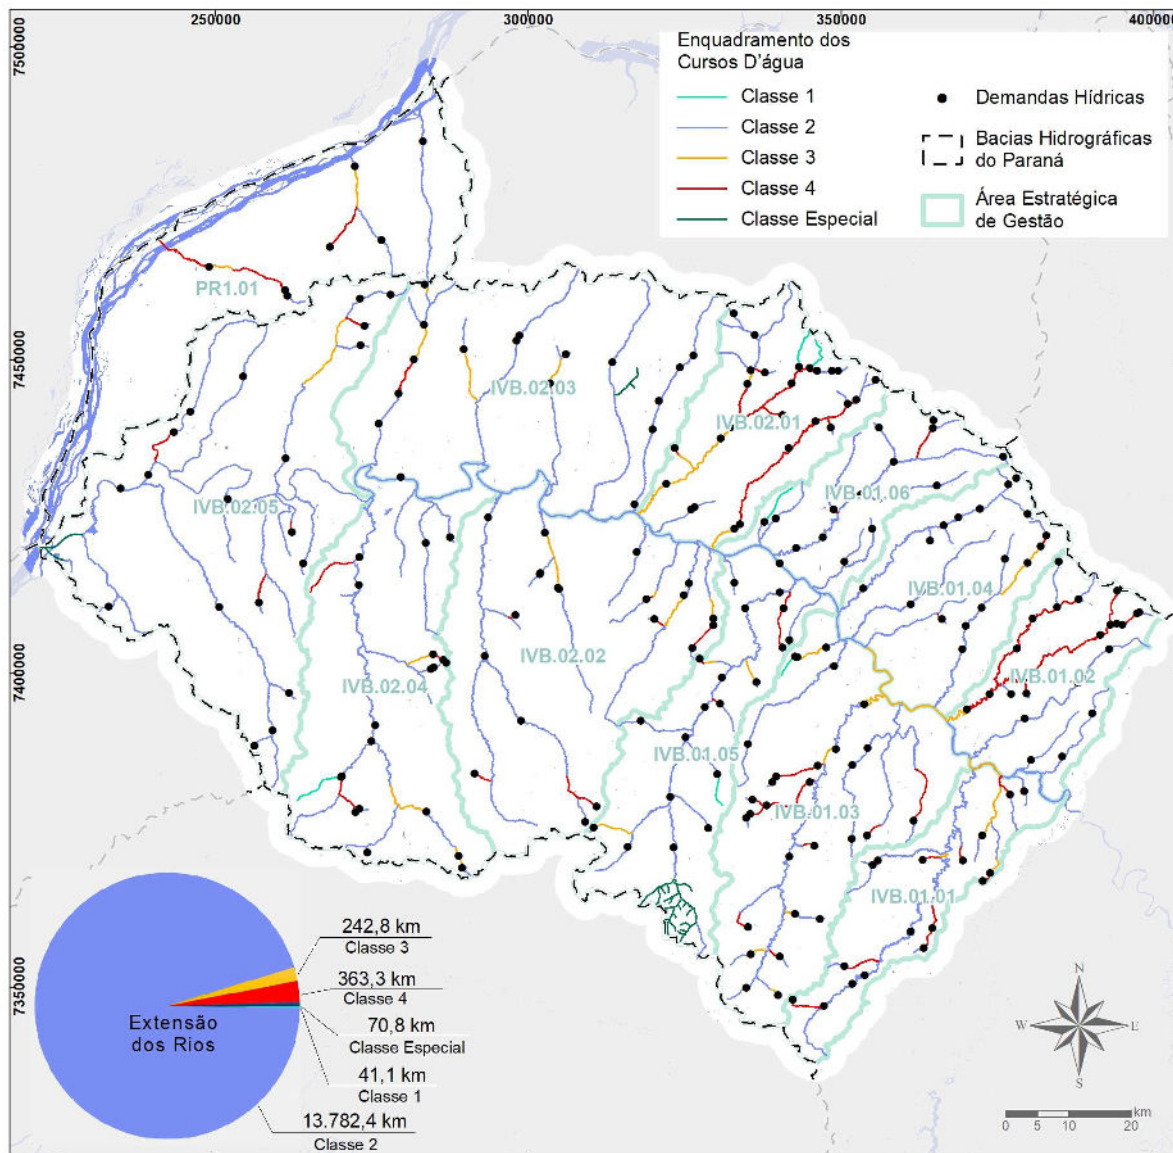 250000
300000
350000
400000
7500000
7450000
7400000
7350000
Enquadramento dos
Cursos D'água
Classe 1
Classe 2
Classe 3
Classe 4
Classe Especial
Demandas Hídricas
Bacias Hidrográficas
do Paraná
Área Estratégica
de Gestão
PR1.01
IVB.02.03
IVB.02.01
IVB.02.05
IVB.01.06
IVB.01.04
IVB.02.02
IVB.02.04
IVB.01.02
IVB.01.05
IVB.01.03
IVB.01.01
Extensão
dos Rios
242,8 km
Classe 3
363,3 km
Classe 4
70,8 km
Classe Especial
41,1 km
Classe 1
13.782,4 km
Classe 2
N
W
E
S
km
0 5 10 20